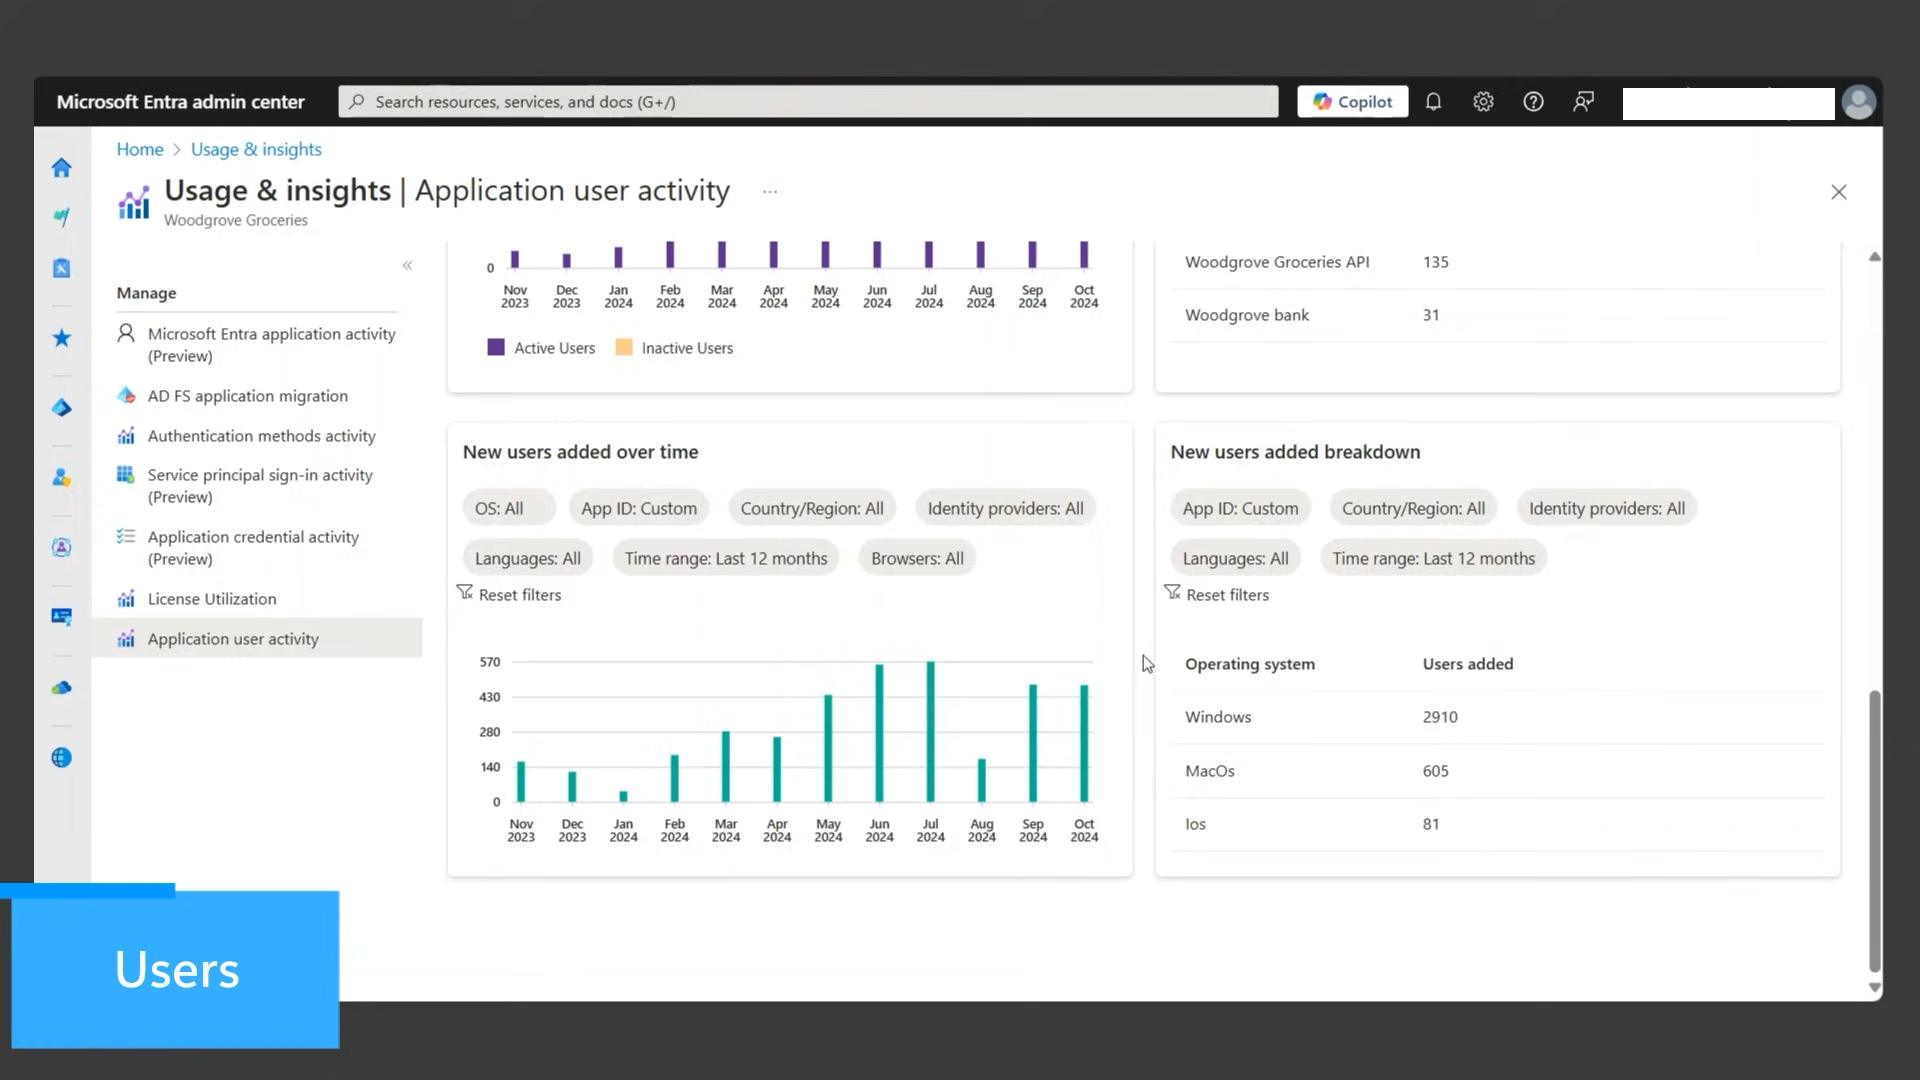 Microsoft Entra admin center
Search resources, services, and docs (G+/)
Copilot
Home > Usage & insights
Usage & insights | Application user activity ...
Woodgrove Groceries
Manage
Microsoft Entra application activity
(Preview)
AD FS application migration
Authentication methods activity
Service principal sign-in activity
(Preview)
Application credential activity
(Preview)
License Utilization
Application user activity
0
Nov Dec Jan Feb Mar Apr May Jun Jul Aug Sep Oct
2023 2023 2024 2024 2024 2024 2024 2024 2024 2024 2024 2024
Active Users Inactive Users
Woodgrove Groceries API 135
Woodgrove bank 31
New users added over time
OS: All App ID: Custom Country/Region: All Identity providers: All
Languages: All Time range: Last 12 months Browsers: All
Reset filters
570
430
280
140
0
Nov Dec Jan Feb Mar Apr May Jun Jul Aug Sep Oct
2023 2023 2024 2024 2024 2024 2024 2024 2024 2024 2024 2024
New users added breakdown
App ID: Custom Country/Region: All Identity providers: All
Languages: All Time range: Last 12 months
Reset filters
Operating system Users added
Windows 2910
MacOs 605
Ios 81
Users